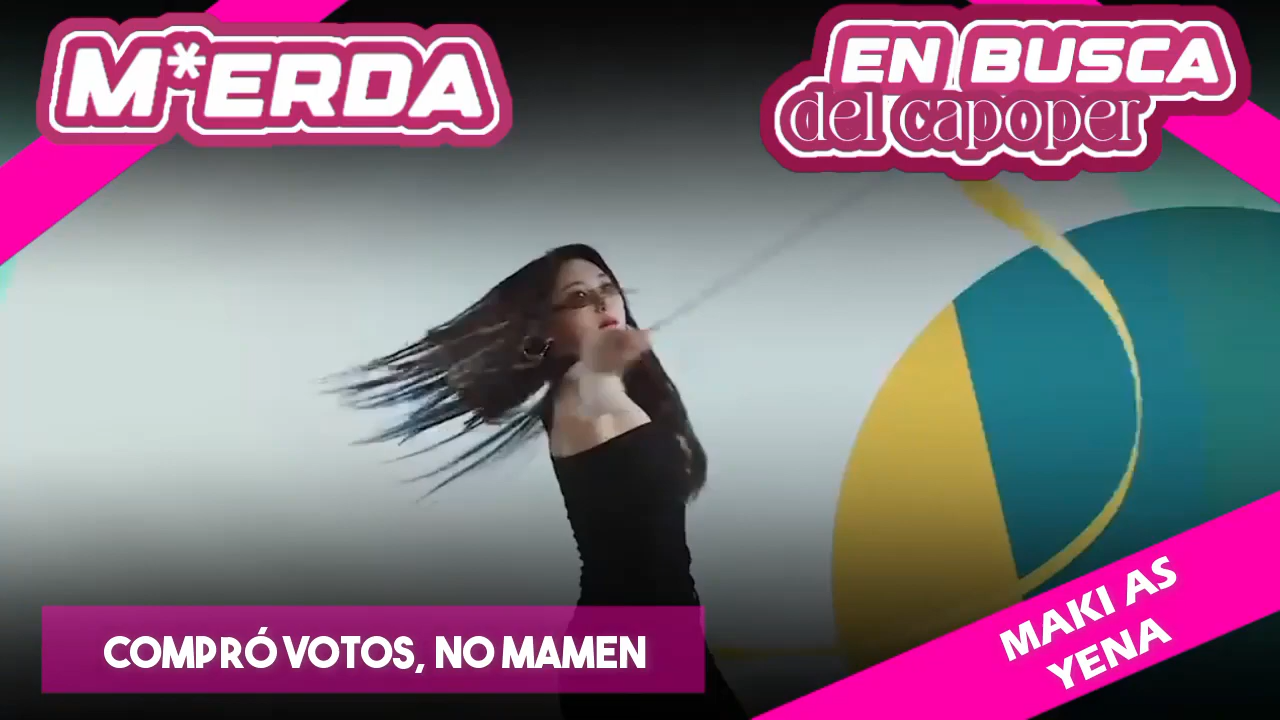 M*ERDA
EN BUSCA
del capoper
COMPRÓ VOTOS, NO MAMEN
MAKI AS
YENA